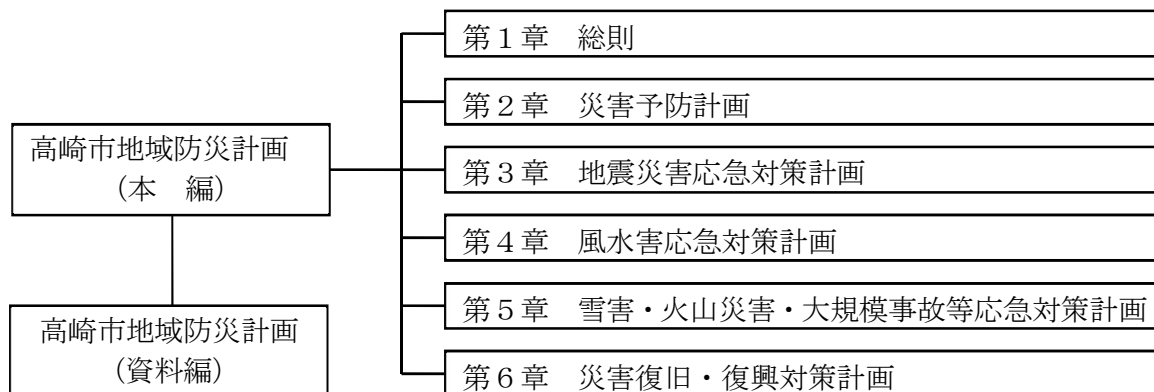 第１章　総則
第２章　災害予防計画
高崎市地域防災計画
（本　編）
第３章　地震災害応急対策計画
第４章　風水害応急対策計画
第５章　雪害・火山災害・大規模事故等応急対策計画
高崎市地域防災計画
（資料編）
第６章　災害復旧・復興対策計画